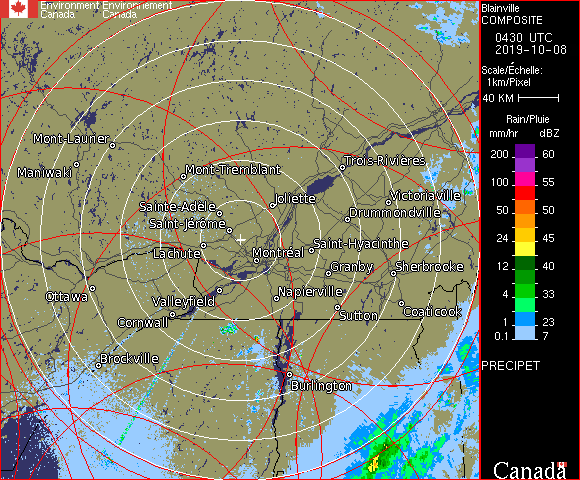 Environment Environnement
Canada Canada
Blainville
COMPOSITE
0430 UTC
2019-10-08
Scale/Échelle:
1km/Pixel
40 KM
Rain/Pluie
mm/hr dBZ
200 60
100 55
50 50
24 45
12 40
4 33
1 23
0.1 7
PRECIPET
Canada
Mont-Laurier
Maniwaki
Mont-Tremblant
Trois-Rivières
Joliette
Victoriaville
Sainte-Adèle
Drummondville
Saint-Jérôme
Saint-Hyacinthe
Lachute
Montréal
Granby
Sherbrooke
Ottawa
Valleyfield
Napierville
Cornwall
Sutton
Coaticook
Brockville
Burlington